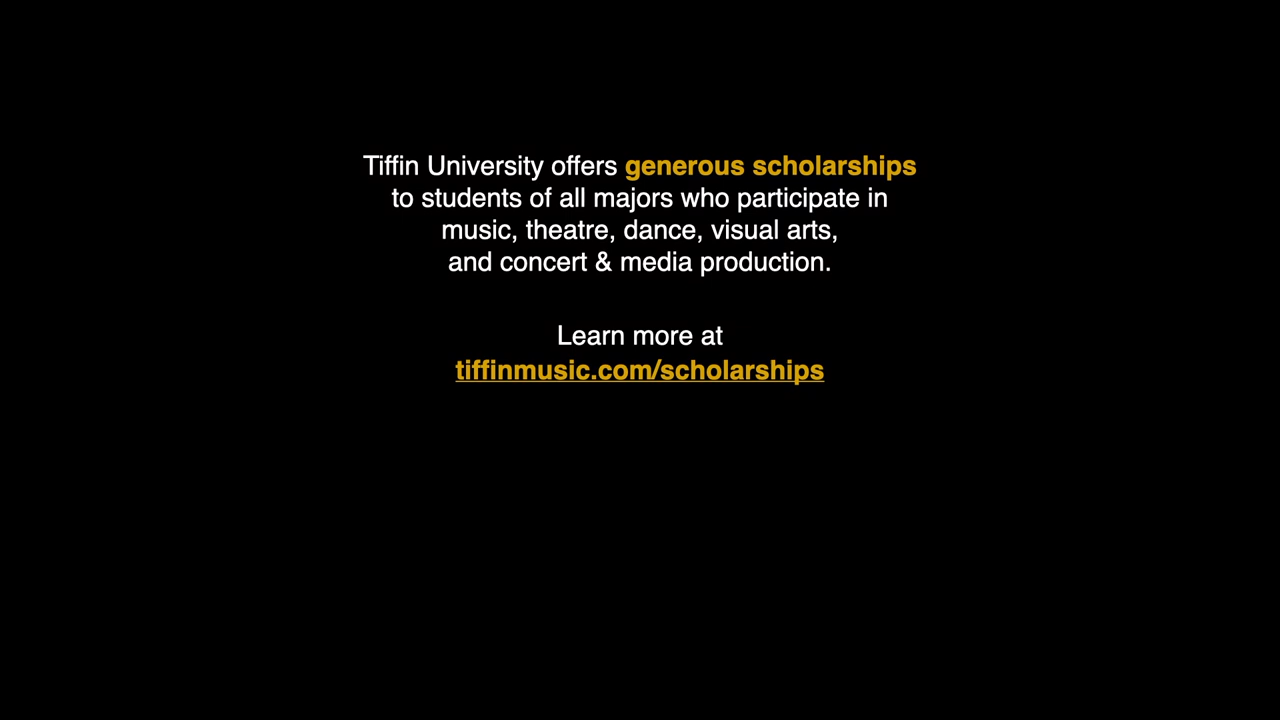 Tiffin University offers generous scholarships
to students of all majors who participate in
music, theatre, dance, visual arts,
and concert & media production.
Learn more at
tiffinmusic.com/scholarships